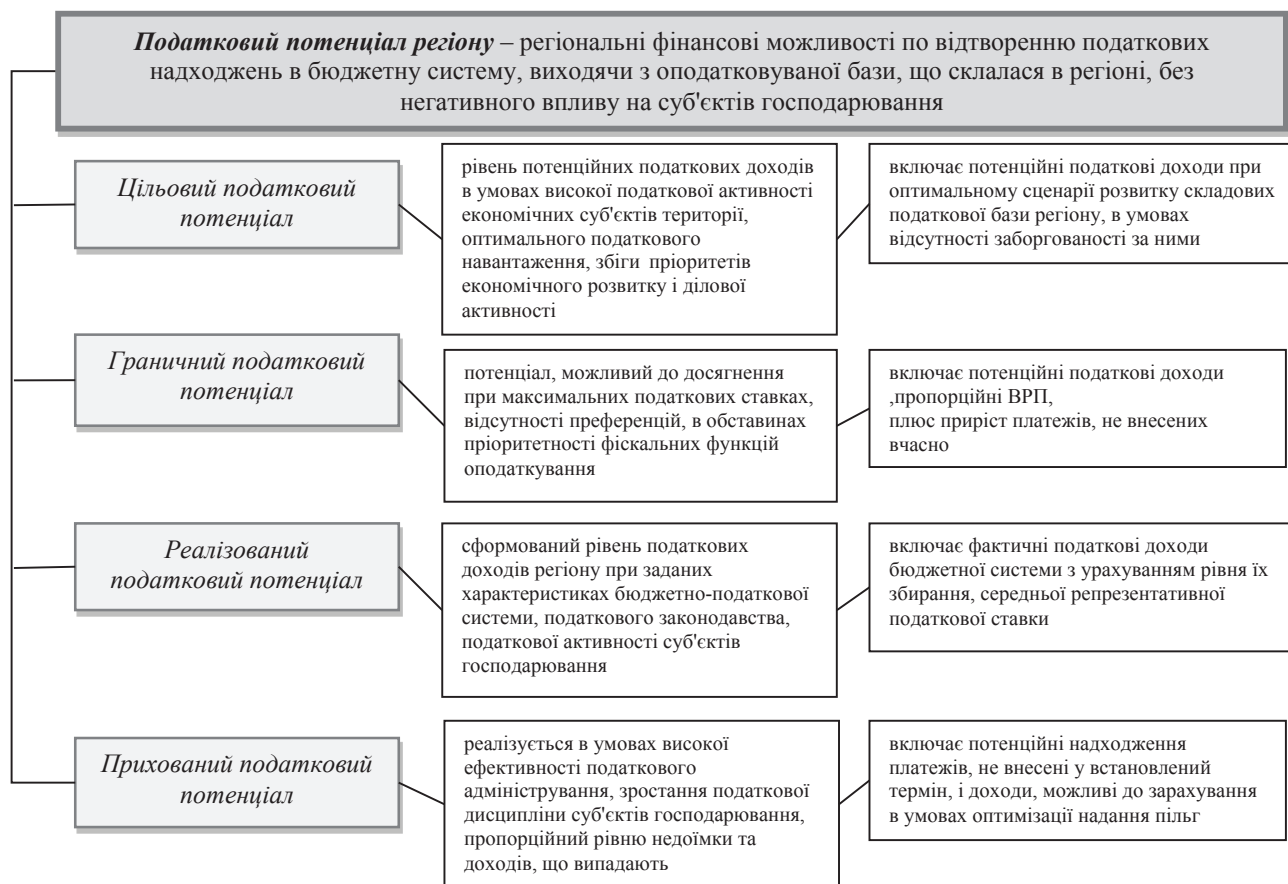 Податковий потенціал регіону – регіональні фінансові можливості по відтворенню податкових
надходжень в бюджетну систему, виходячи з оподатковуваної бази, що склалася в регіоні, без
негативного впливу на суб'єктів господарювання
Цільовий податковий
потенціал
рівень потенційних податкових доходів
в умовах високої податкової активності
економічних суб'єктів території,
оптимального податкового
навантаження, збіги пріоритетів
економічного розвитку і ділової
активності
включає потенційні податкові доходи при
оптимальному сценарії розвитку складових
податкової бази регіону, в умовах
відсутності заборгованості за ними
Граничний податковий
потенціал
потенціал, можливий до досягнення
при максимальних податкових ставках,
відсутності преференцій, в обставинах
пріоритетності фіскальних функцій
оподаткування
включає потенційні податкові доходи
,пропорційні ВРП,
плюс приріст платежів, не внесених
вчасно
Реалізований
податковий потенціал
сформований рівень податкових
доходів регіону при заданих
характеристиках бюджетно-податкової
системи, податкового законодавства,
податкової активності суб'єктів
господарювання
включає фактичні податкові доходи
бюджетної системи з урахуванням рівня їх
збирання, середньої репрезентативної
податкової ставки
Прихований податковий
потенціал
реалізується в умовах високої
ефективності податкового
адміністрування, зростання податкової
дисципліни суб'єктів господарювання,
пропорційний рівню недоїмки та
доходів, що випадають
включає потенційні надходження
платежів, не внесені у встановлений
термін, і доходи, можливі до зарахування
в умовах оптимізації надання пільг